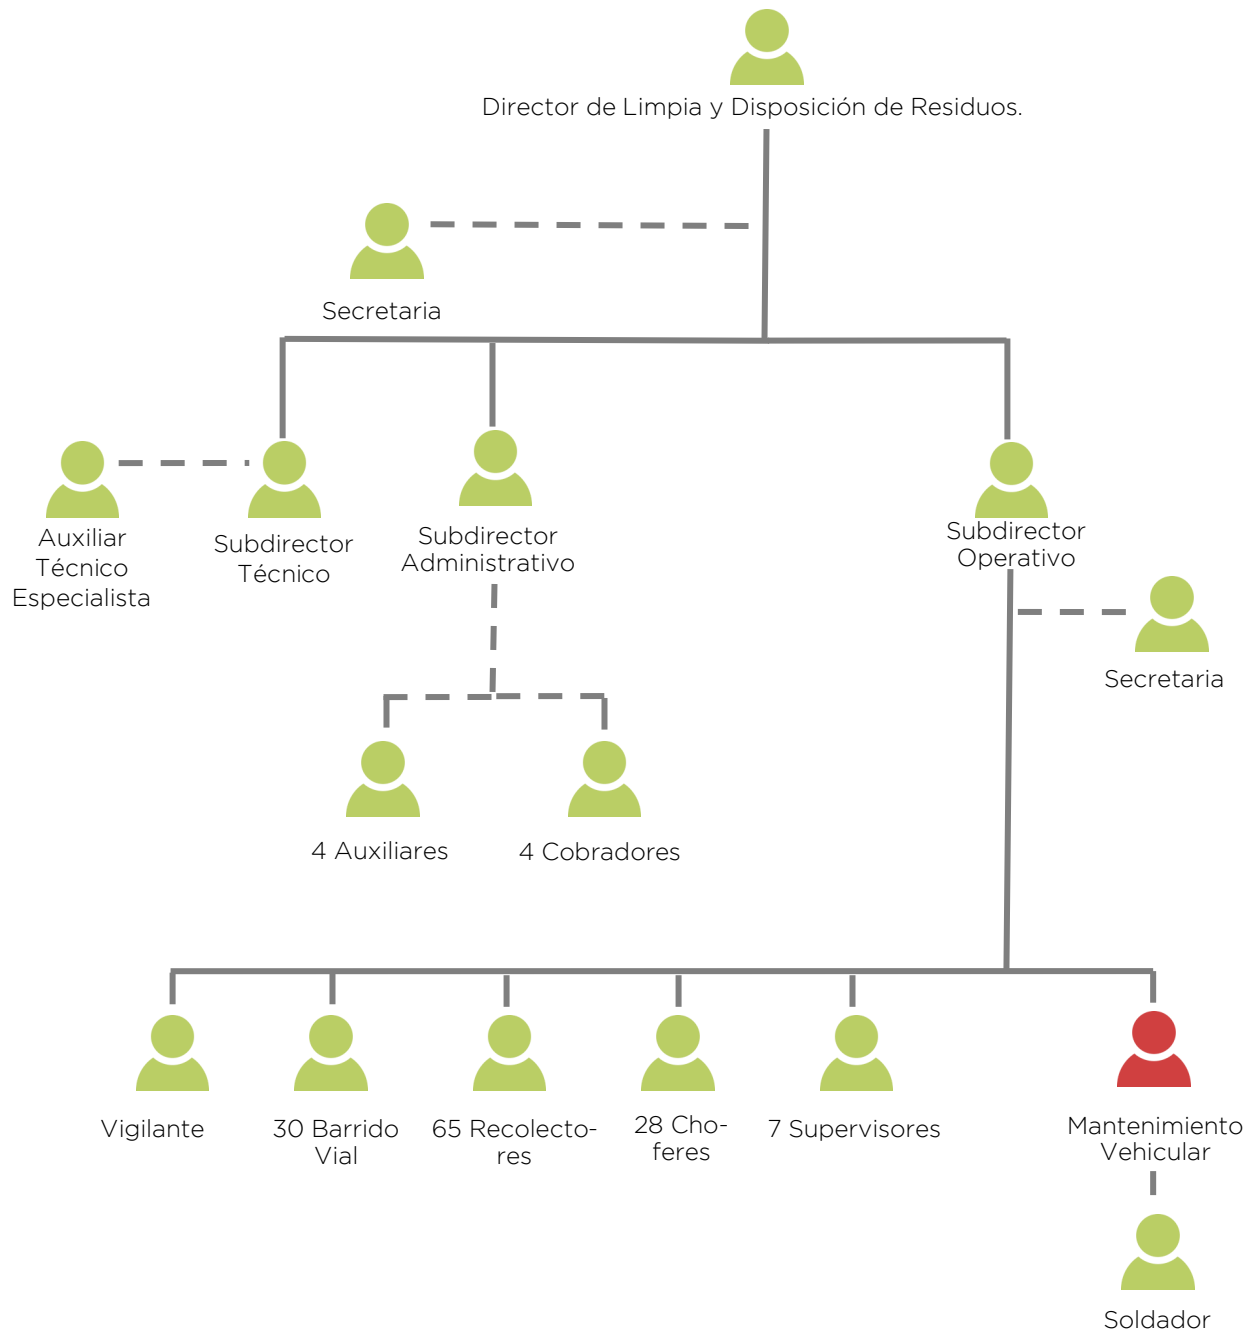 Director de Limpia y Disposición de Residuos.
Secretaria
Auxiliar
Técnico
Especialista
Subdirector
Técnico
Subdirector
Administrativo
Subdirector
Operativo
Secretaria
4 Auxiliares
4 Cobradores
Vigilante
30 Barrido
Vial
65 Recolecto-
res
28 Cho-
feres
7 Supervisores
Mantenimiento
Vehicular
Soldador